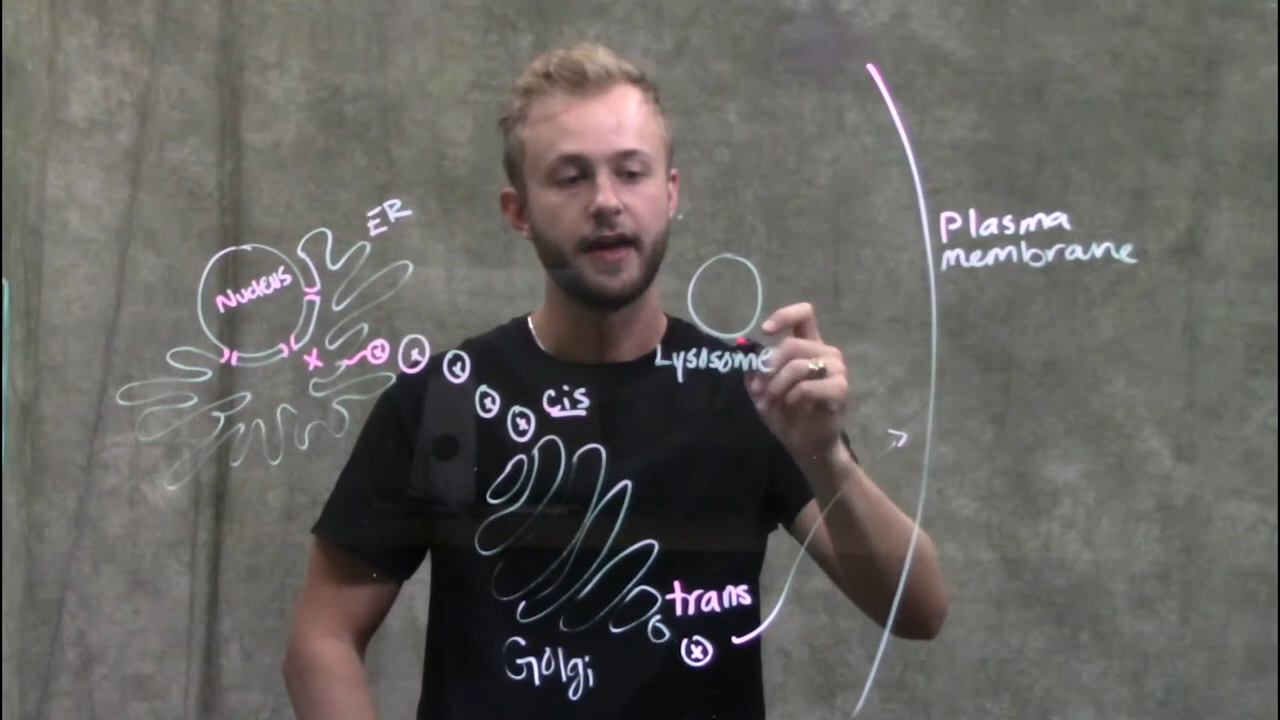 ER
Nucleus
Plasma
membrane
x
x
x
x
x
x
Lysosome
cis
trans
x
Golgi